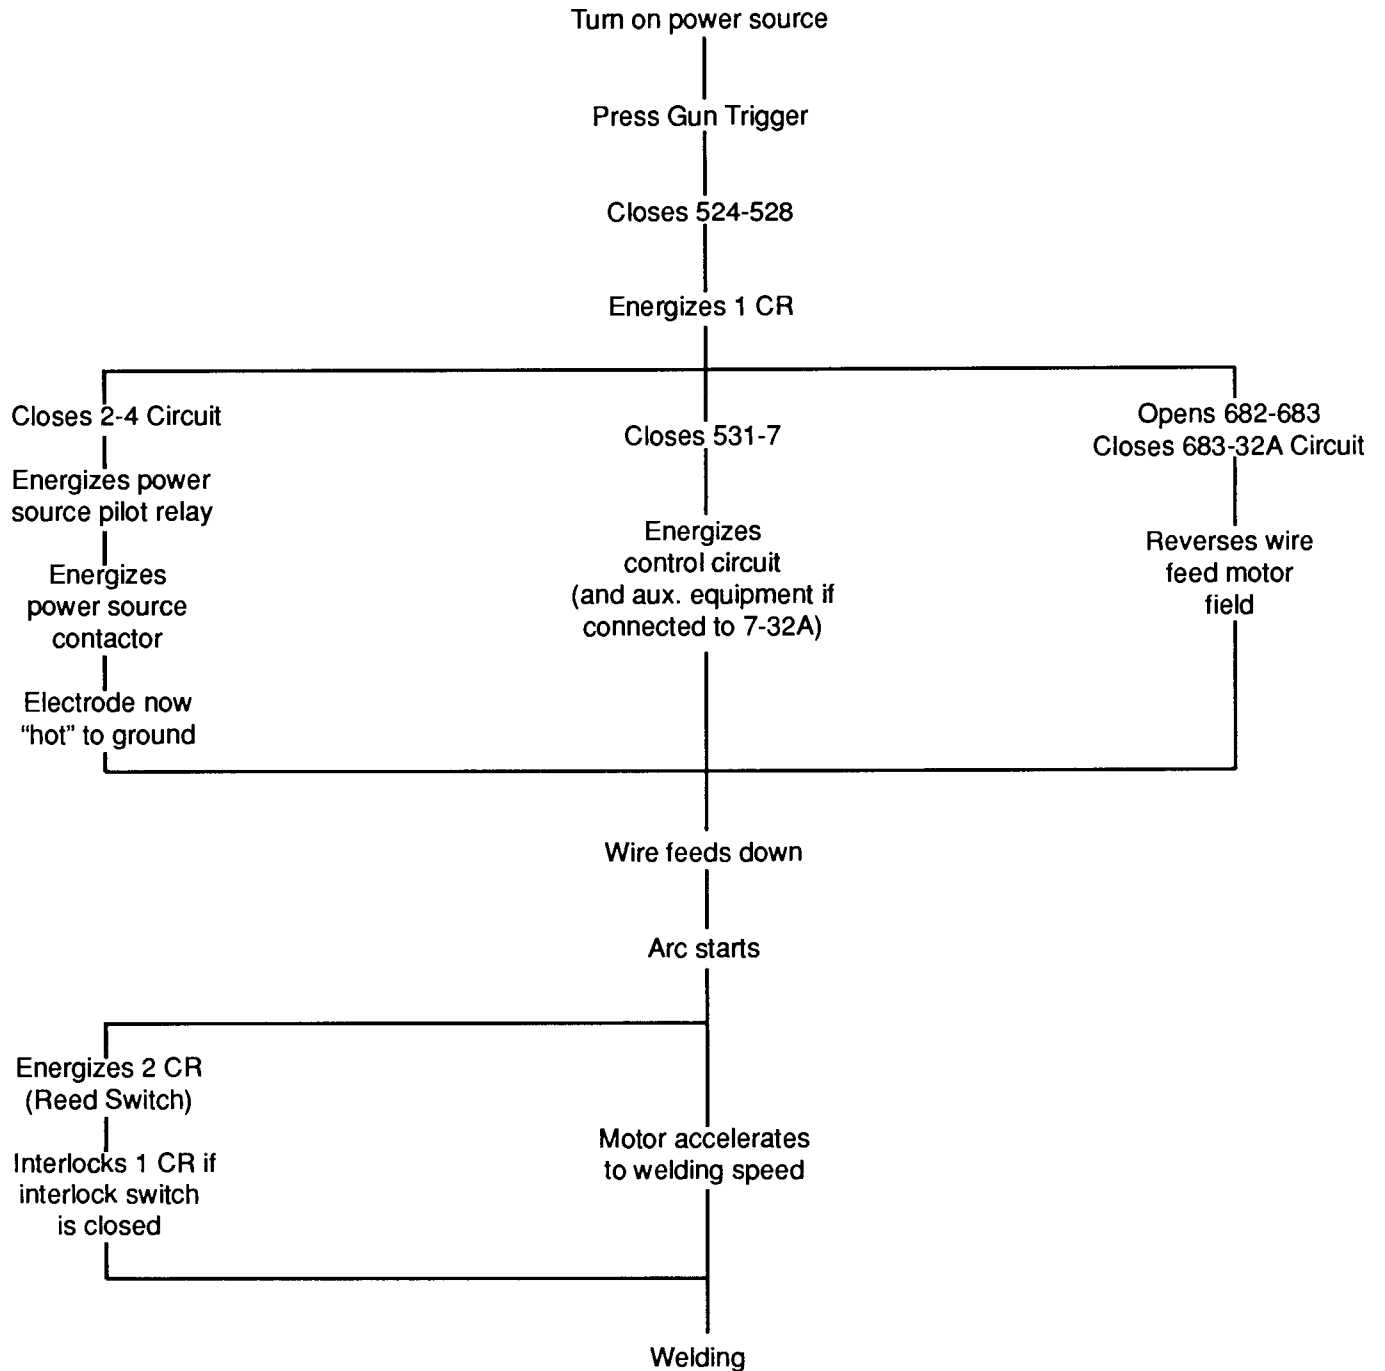 Turn on power source
Press Gun Trigger
Closes 524-528
Energizes 1 CR
Closes 2-4 Circuit
Energizes power
source pilot relay
Energizes
power source
contactor
Electrode now
“hot” to ground
Closes 531-7
Energizes
control circuit
(and aux. equipment if
connected to 7-32A)
Opens 682-683
Closes 683-32A Circuit
Reverses wire
feed motor
field
Wire feeds down
Arc starts
Energizes 2 CR
(Reed Switch)
Interlocks 1 CR if
interlock switch
is closed
Motor accelerates
to welding speed
Welding